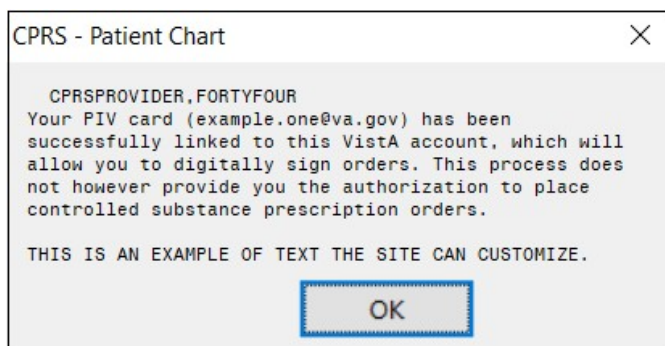 CPRS - Patient Chart
CPRSPROVIDER,FORTYFOUR
Your PIV card (example.one@va.gov) has been
successfully linked to this VistA account, which will
allow you to digitally sign orders. This process does
not however provide you the authorization to place
controlled substance prescription orders.
THIS IS AN EXAMPLE OF TEXT THE SITE CAN CUSTOMIZE.
OK